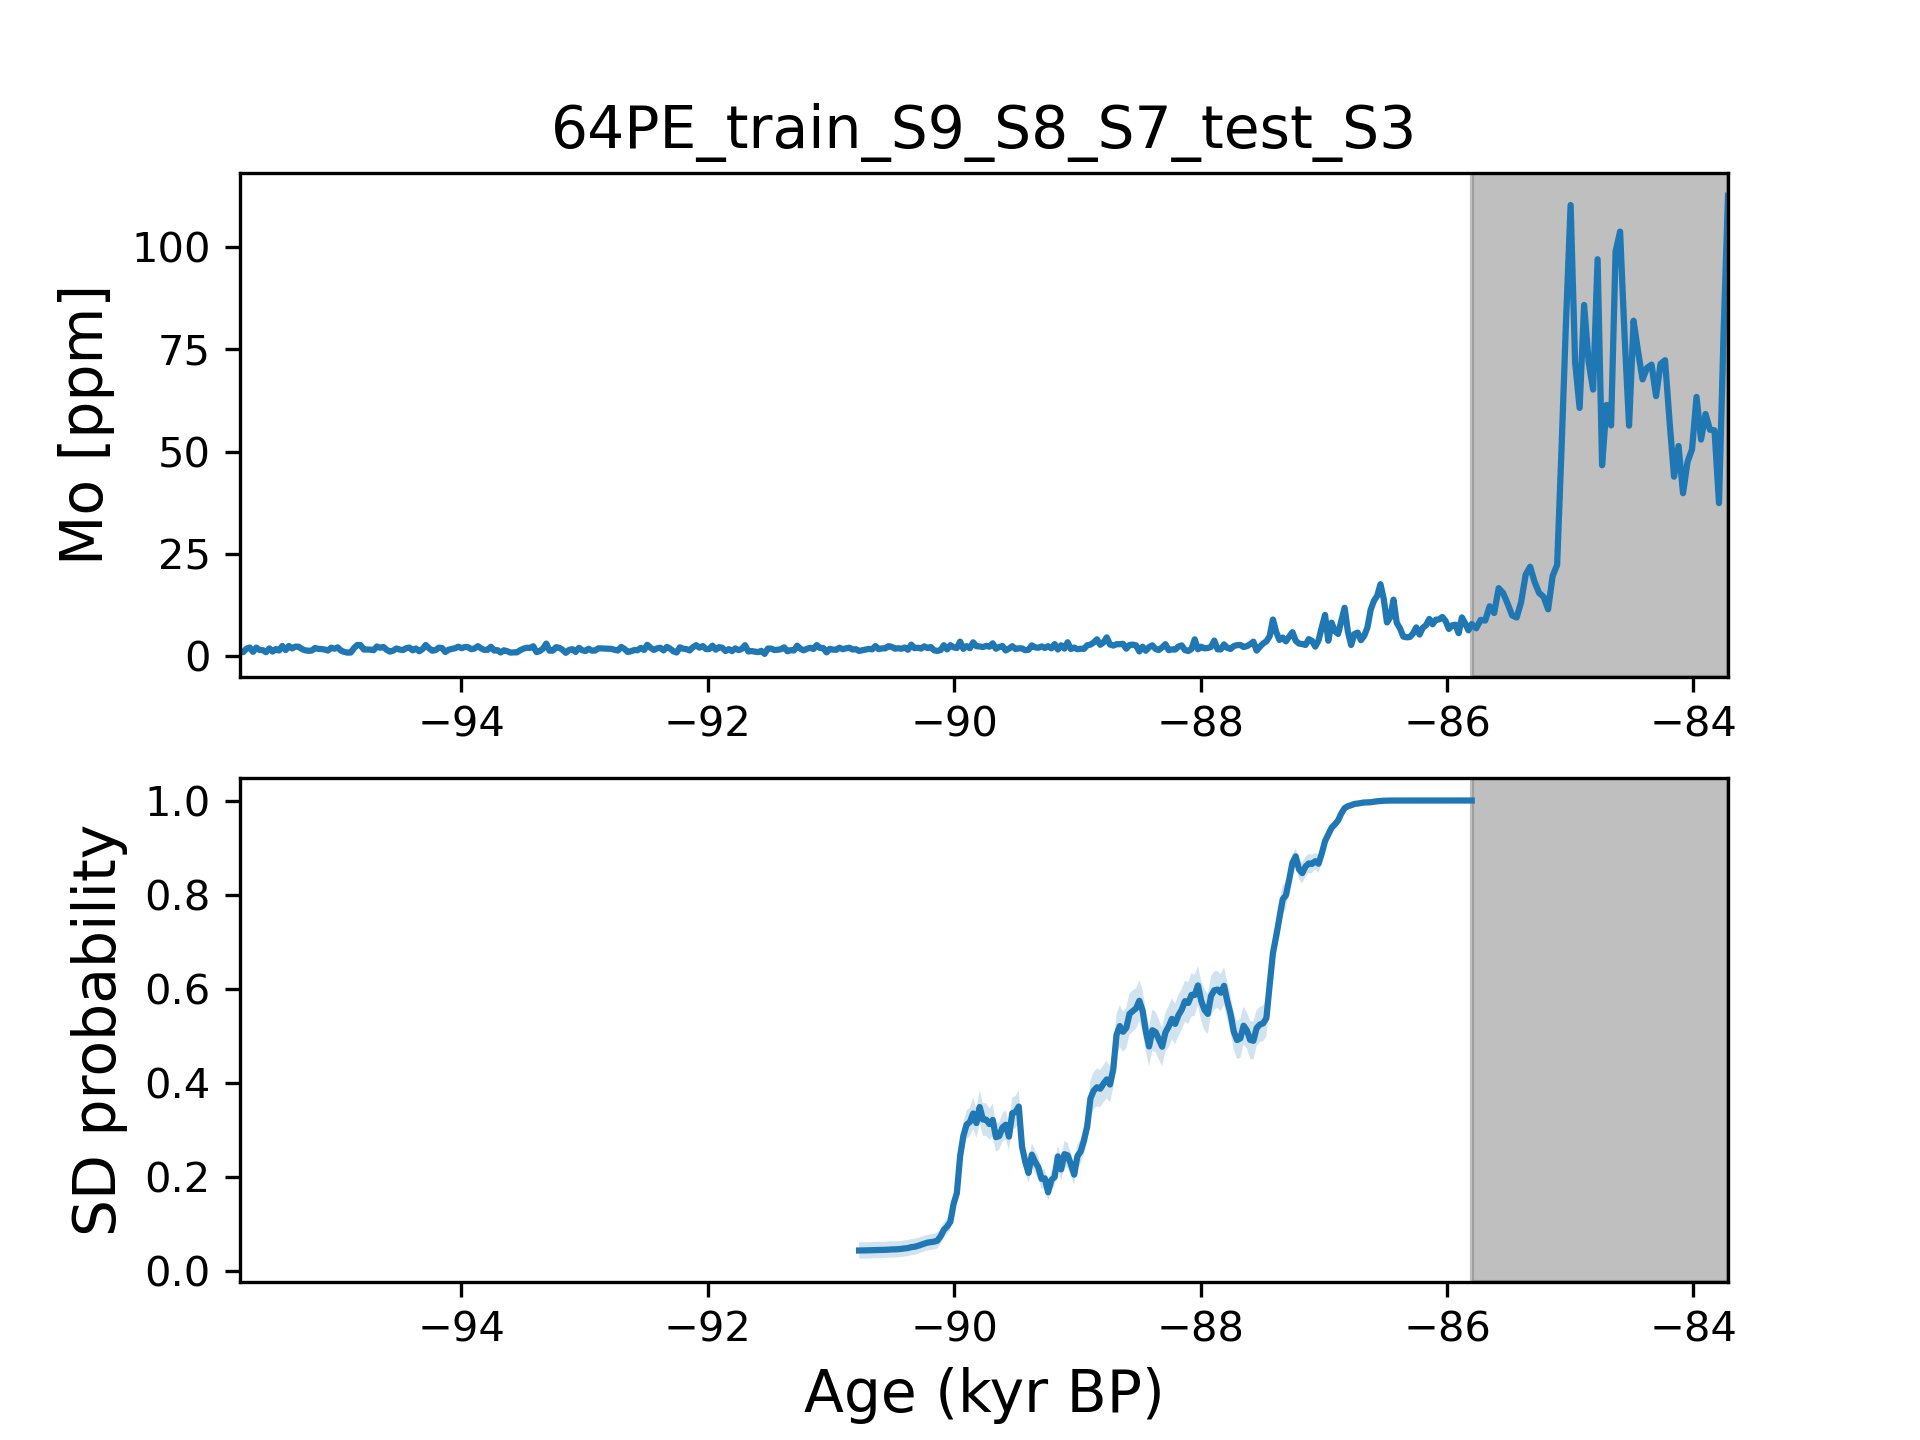 64PE_train_S9_S8_S7_test_S3
Mo [ppm]
100
75
50
25
0
−94 −92 −90 −88 −86 −84
SD probability
1.0
0.8
0.6
0.4
0.2
0.0
−94 −92 −90 −88 −86 −84
Age (kyr BP)